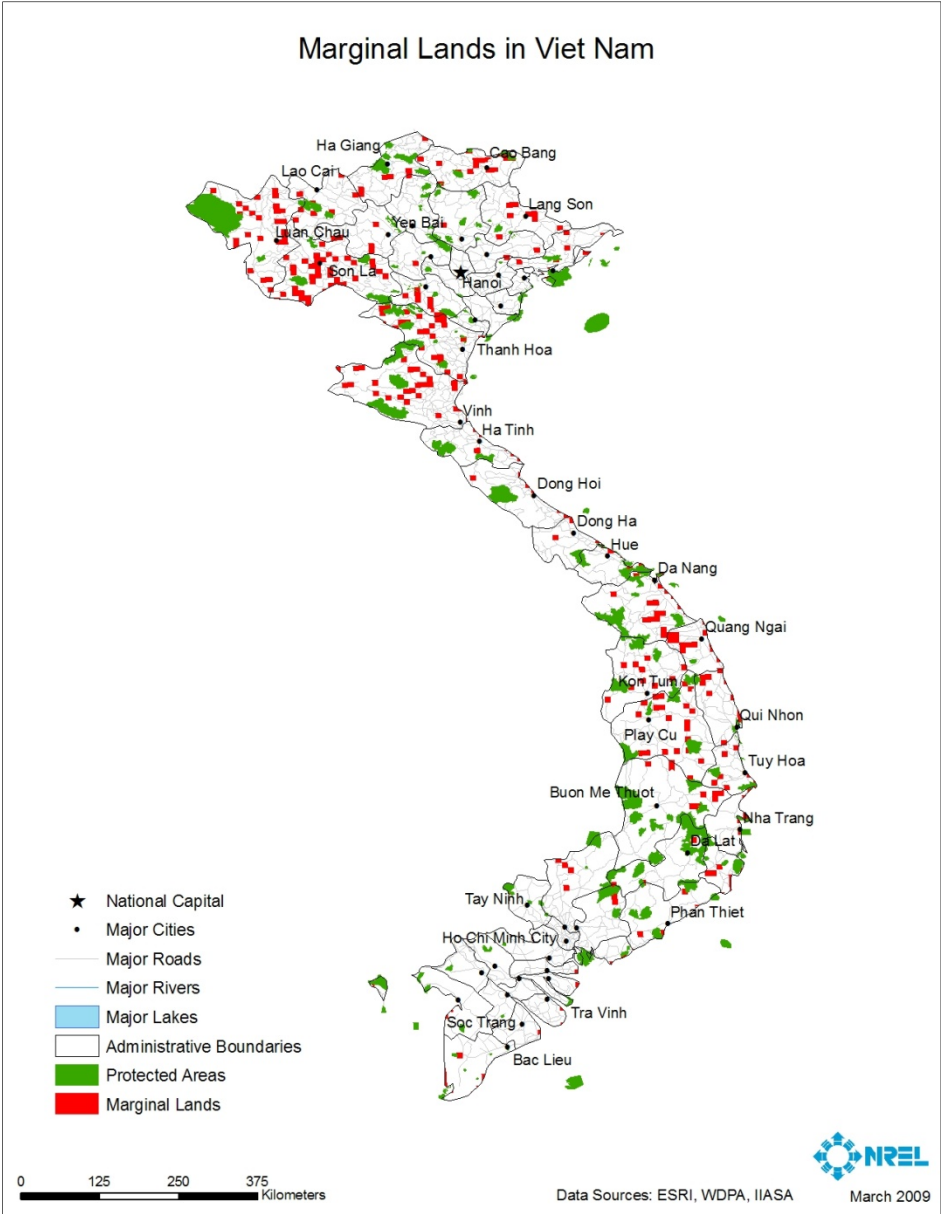 Marginal Lands in Viet Nam
Ha Giang
Cao Bang
Lao Cai
Lang Son
Yen Bai
Luan Chau
Son La
Hanoi
Thanh Hoa
Vinh
Ha Tinh
Dong Hoi
Dong Ha
Hue
Da Nang
Quang Ngai
Kon Tum
Qui Nhon
Play Cu
Tuy Hoa
Buon Me Thuot
Nha Trang
Da Lat
Tay Ninh
Phan Thiet
Ho Chi Minh City
Tra Vinh
Soc Trang
Bac Lieu
National Capital
Major Cities
Major Roads
Major Rivers
Major Lakes
Administrative Boundaries
Protected Areas
Marginal Lands
0 125 250 375
Kilometers
Data Sources: ESRI, WDPA, IIASA
NREL
March 2009